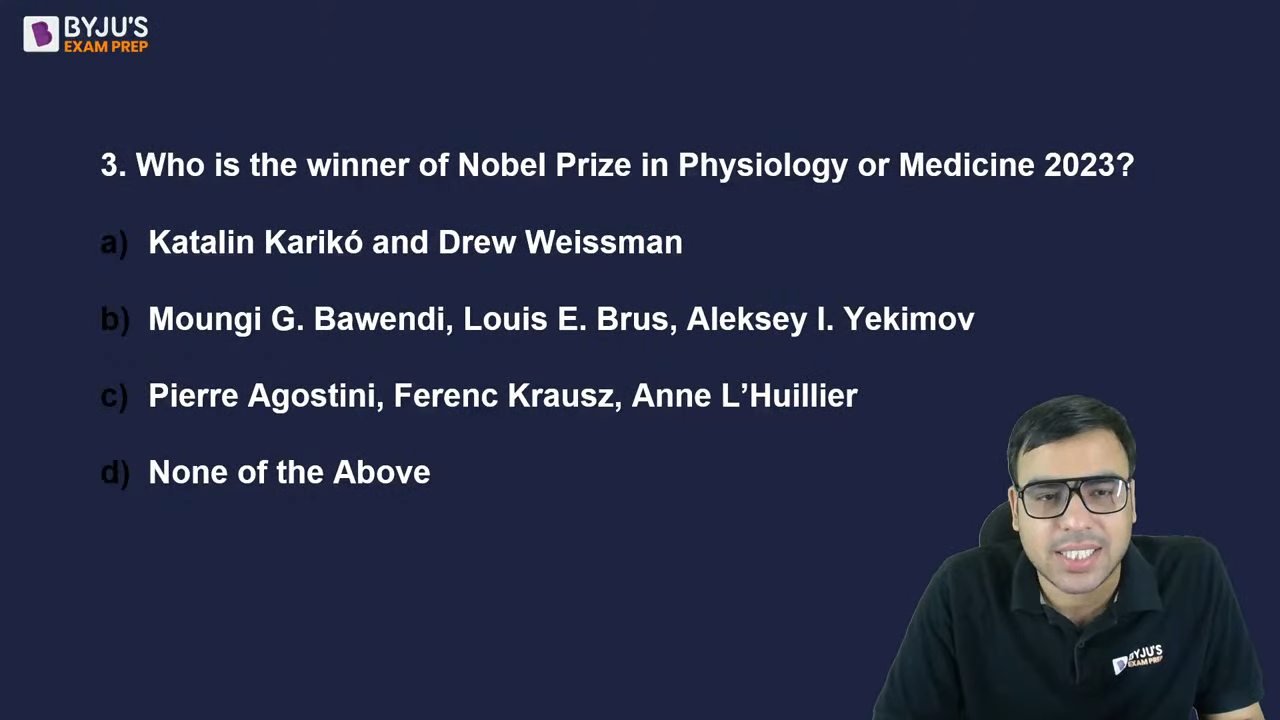 BYJU'S
EXAM PREP
3. Who is the winner of Nobel Prize in Physiology or Medicine 2023?
a) Katalin Karikó and Drew Weissman
b) Moungi G. Bawendi, Louis E. Brus, Aleksey I. Yekimov
c) Pierre Agostini, Ferenc Krausz, Anne L’Huillier
d) None of the Above
BYJU'S
EXAM PREP